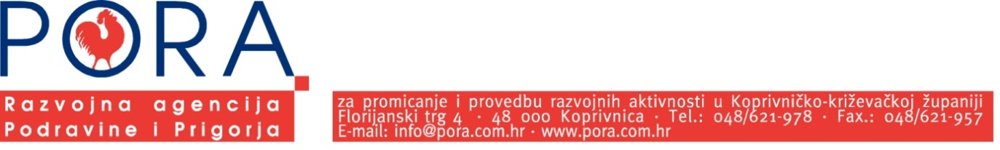 PORA
Razvojna agencija
Podravine i Prigorja
za promicanje i provedbu razvojnih aktivnosti u Koprivničko-križevačkoj županiji
Florijanski trg 4 · 48 000 Koprivnica · Tel.: 048/621-978 · Fax.: 048/621-957
E-mail: info@pora.com.hr · www.pora.com.hr